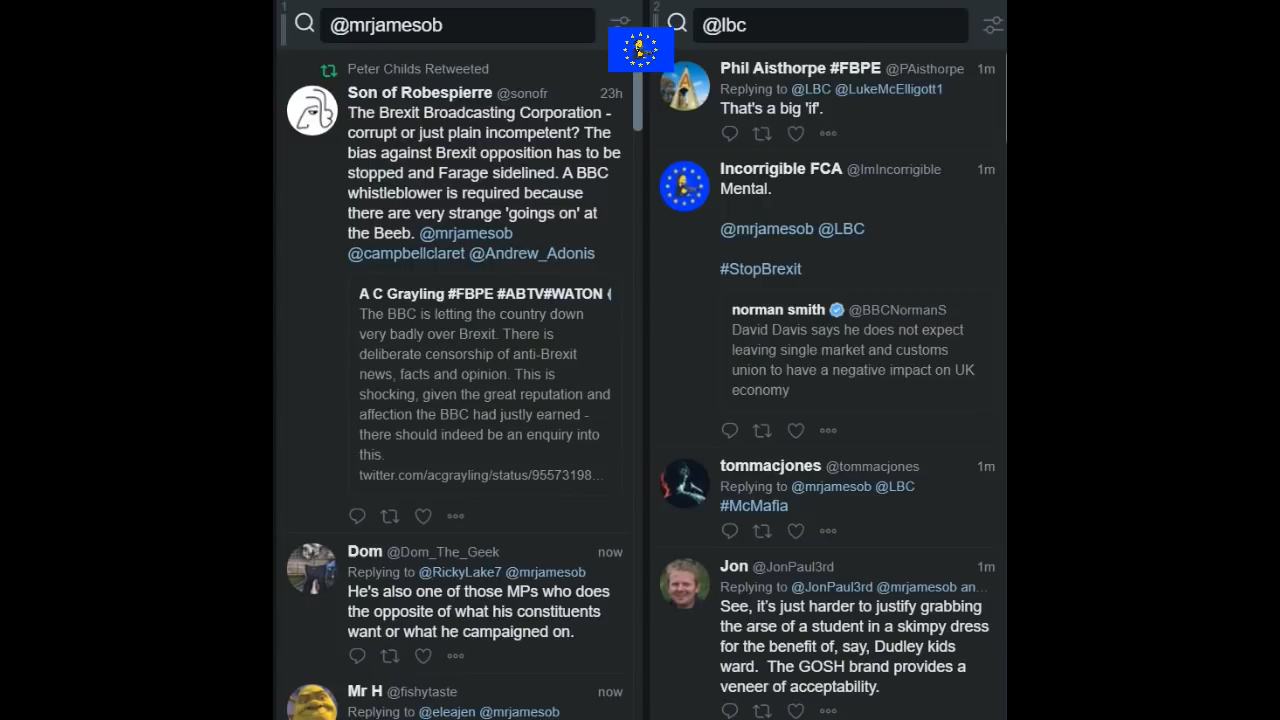 1
@mrjamesob
Peter Childs Retweeted
Son of Robespierre @sonofr 23h
The Brexit Broadcasting Corporation -
corrupt or just plain incompetent? The
bias against Brexit opposition has to be
stopped and Farage sidelined. A BBC
whistleblower is required because
there are very strange 'goings on' at
the Beeb. @mrjamesob
@campbellclaret @Andrew_Adonis
A C Grayling #FBPE #ABTV#WATON
The BBC is letting the country down
very badly over Brexit. There is
deliberate censorship of anti-Brexit
news, facts and opinion. This is
shocking, given the great reputation and
affection the BBC had justly earned -
there should indeed be an enquiry into
this.
twitter.com/acgrayling/status/95573198...
Dom @Dom_The_Geek now
Replying to @RickyLake7 @mrjamesob
He's also one of those MPs who does
the opposite of what his constituents
want or what he campaigned on.
Mr H @fishytaste now
Replying to @eleajen @mrjamesob
2
@lbc
Phil Aisthorpe #FBPE @PAisthorpe 1m
Replying to @LBC @LukeMcElligott1
That's a big 'if'.
Incorrigible FCA @ImIncorrigible 1m
Mental.
@mrjamesob @LBC
#StopBrexit
norman smith @BBCNormanS
David Davis says he does not expect
leaving single market and customs
union to have a negative impact on UK
economy
tommacjones @tommacjones 1m
Replying to @mrjamesob @LBC
#McMafia
Jon @JonPaul3rd 1m
Replying to @JonPaul3rd @mrjamesob an...
See, it's just harder to justify grabbing
the arse of a student in a skimpy dress
for the benefit of, say, Dudley kids
ward. The GOSH brand provides a
veneer of acceptability.